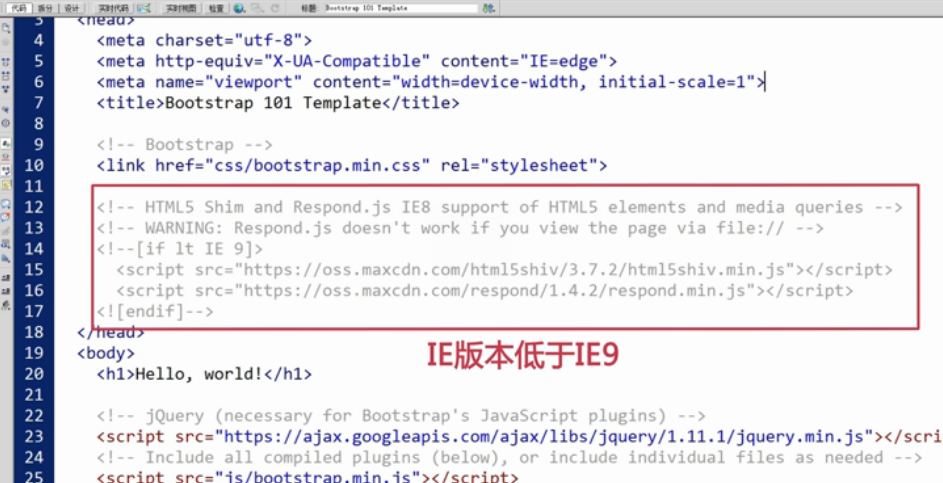 代码 拆分 设计 实时代码 实时视图 检查 标题: Bootstrap 101 Template
3 <head>
4 <meta charset="utf-8">
5 <meta http-equiv="X-UA-Compatible" content="IE=edge">
6 <meta name="viewport" content="width=device-width, initial-scale=1">
7 <title>Bootstrap 101 Template</title>
8
9 <!-- Bootstrap -->
10 <link href="css/bootstrap.min.css" rel="stylesheet">
11
12 <!-- HTML5 Shim and Respond.js IE8 support of HTML5 elements and media queries -->
13 <!-- WARNING: Respond.js doesn't work if you view the page via file:// -->
14 <!--[if lt IE 9]>
15 <script src="https://oss.maxcdn.com/html5shiv/3.7.2/html5shiv.min.js"></script>
16 <script src="https://oss.maxcdn.com/respond/1.4.2/respond.min.js"></script>
17 <![endif]-->
18 </head>
19 <body>
IE版本低于IE9
20 <h1>Hello, world!</h1>
21
22 <!-- jQuery (necessary for Bootstrap's JavaScript plugins) -->
23 <script src="https://ajax.googleapis.com/ajax/libs/jquery/1.11.1/jquery.min.js"></scri
24 <!-- Include all compiled plugins (below), or include individual files as needed -->
25 <script src="js/bootstrap.min.js"></script>